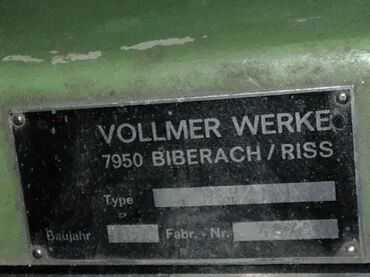 VOLLMER WERKE
7950 BIBERACH/RISS
Type
Baujahr Fabr.-Nr.